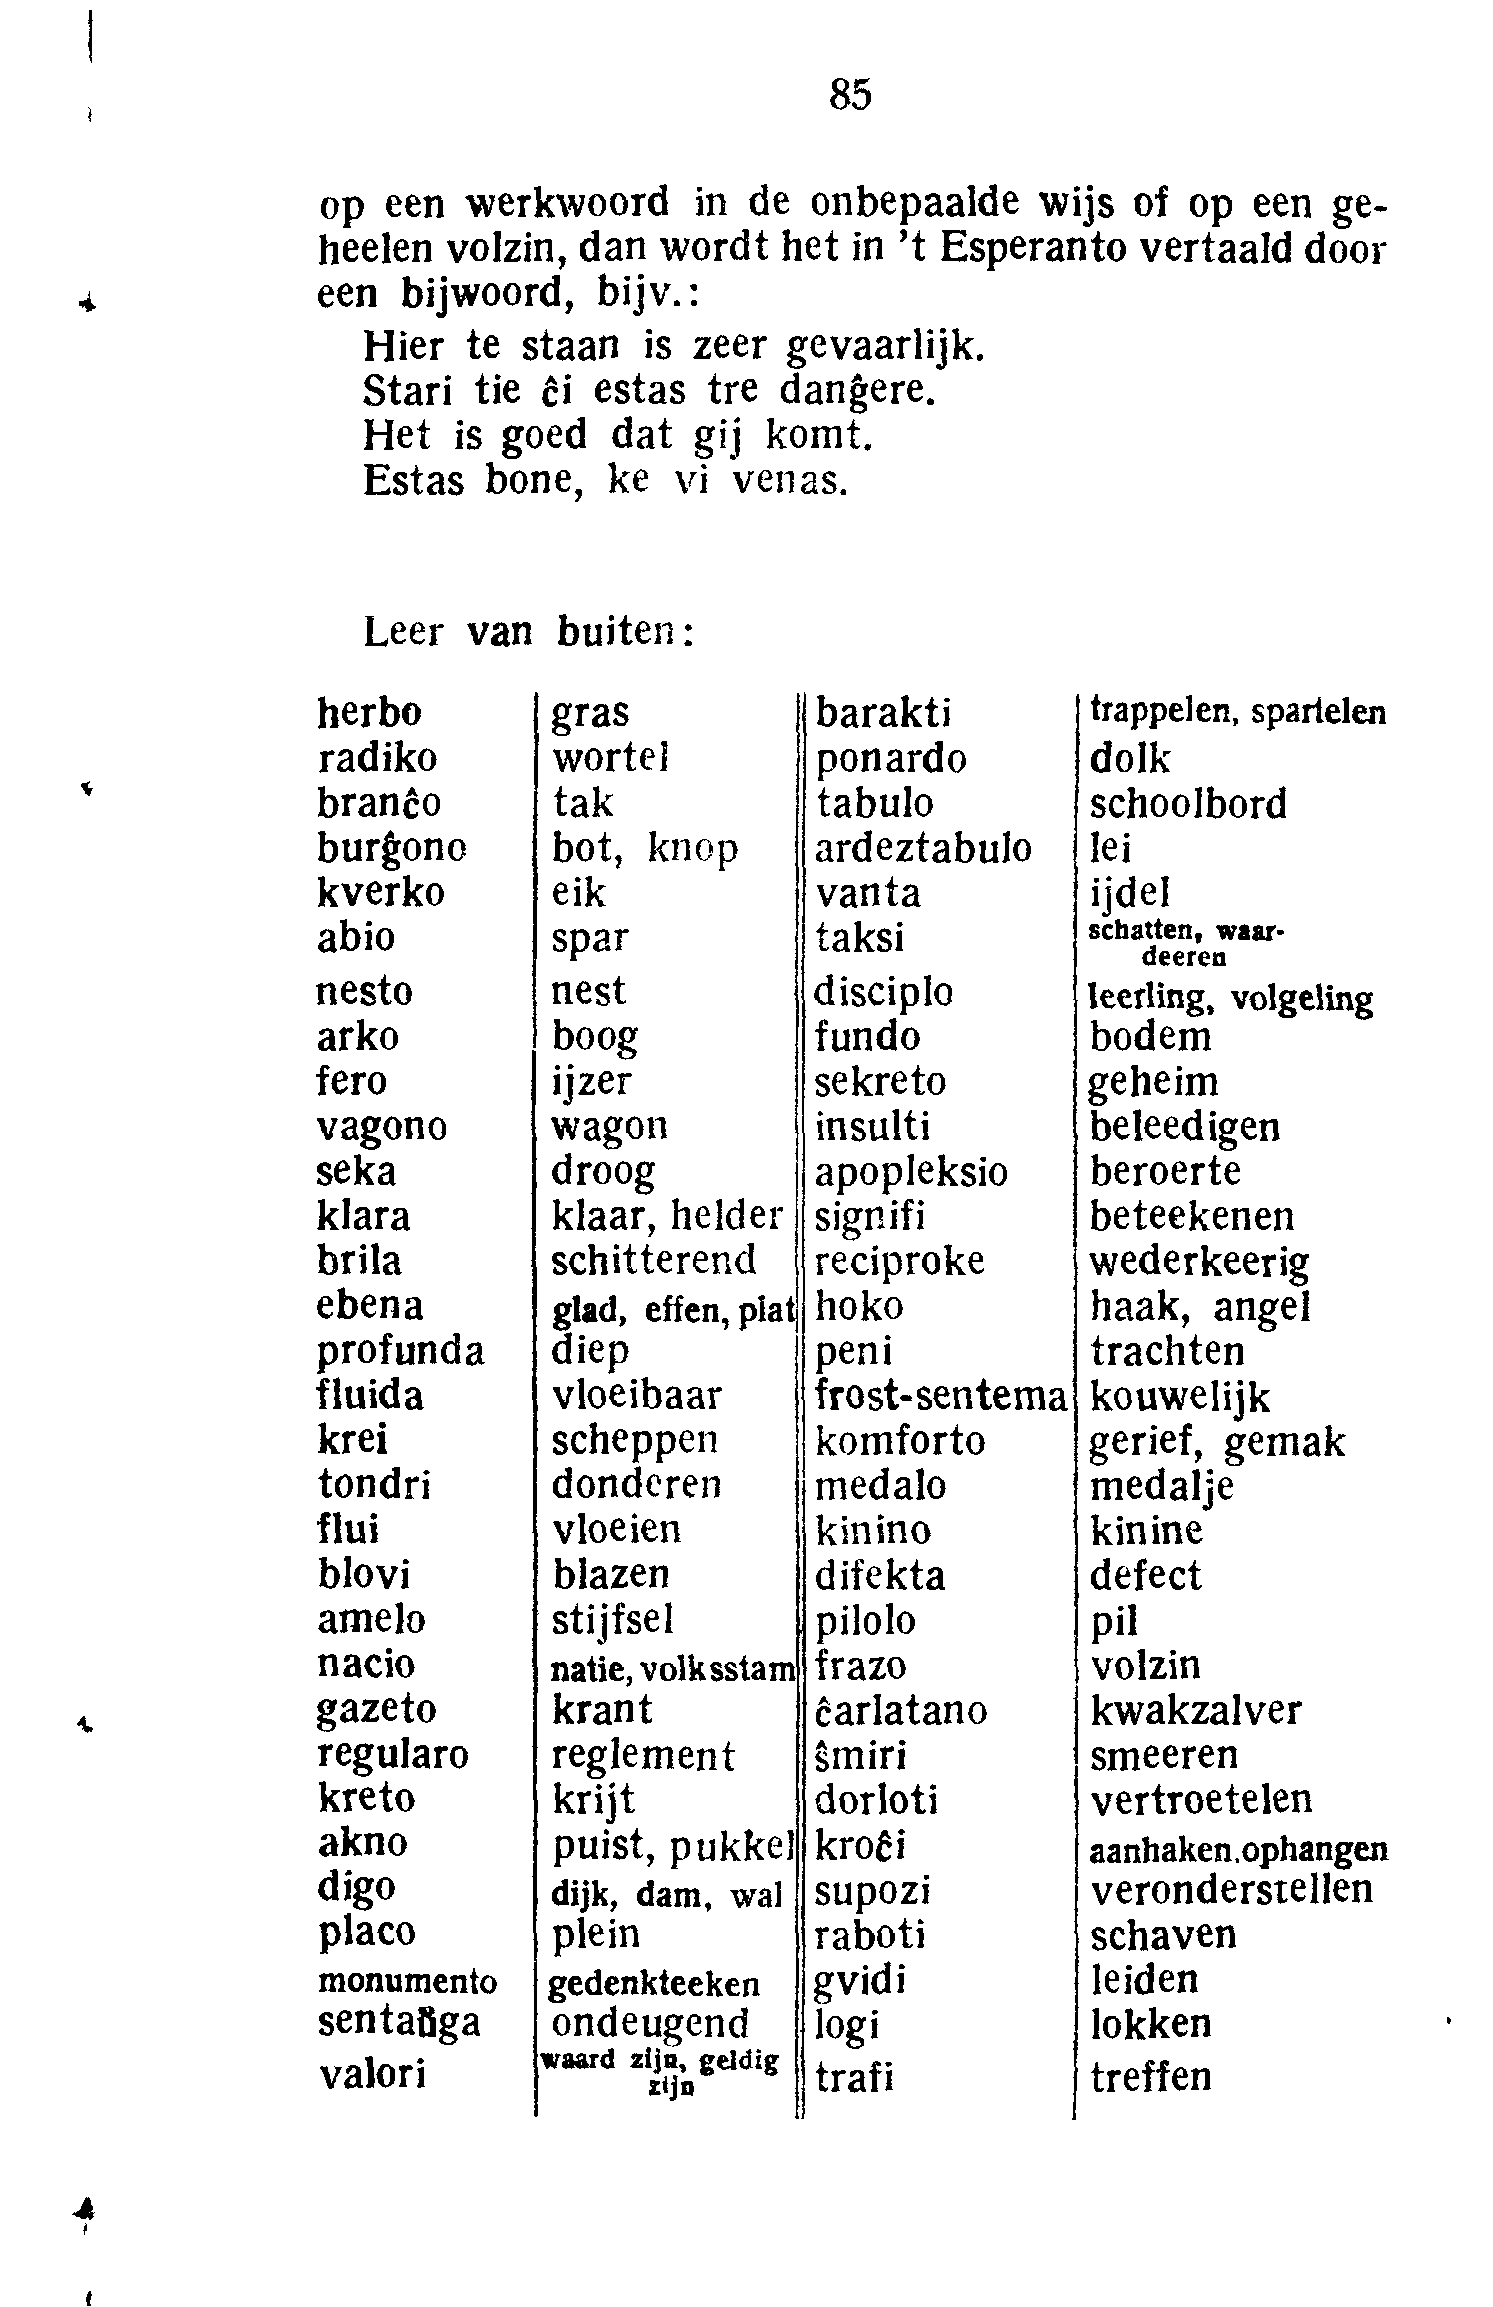 85
op een werkwoord in de onbepaalde wijs of op een ge-
heelen volzin, dan wordt het in 't Esperanto vertaald door
een bijwoord, bijv.:
Hier te staan is zeer gevaarlijk.
Stari tie ĉi estas tre danĝere.
Het is goed dat gij komt.
Estas bone, ke vi venas.
Leer van buiten:
herbo gras barakti trappelen, spartelen
radiko wortel ponardo dolk
branĉo tak tabulo schoolbord
burĝono bot, knop ardeztabulo lei
kverko eik vanta ijdel
abio spar taksi schatten, waar-
deeren
nesto nest disciplo leerling, volgeling
arko boog fundo bodem
fero ijzer sekreto geheim
vagono wagon insulti beleedigen
seka droog apopleksio beroerte
klara klaar, helder signifi beteekenen
brila schitterend reciproke wederkeerig
ebena glad, effen, plat hoko haak, angel
profunda diep peni trachten
fluida vloeibaar frost-sentema kouwelijk
krei scheppen komforto gerief, gemak
tondri donderen medalo medalje
flui vloeien kinino kinine
blovi blazen difekta defect
amelo stijfsel pilolo pil
nacio natie, volksstam frazo volzin
gazeto krant ĉarlatano kwakzalver
regularo reglement ŝmiri smeeren
kreto krijt dorloti vertroetelen
akno puist, pukkel kroĉi aanhaken.ophangen
digo dijk, dam, wal supozi veronderstellen
placo plein raboti schaven
monumento gedenkteeken gvidi leiden
sentaŭga ondeugend logi lokken
valori waard zijn, geldig
zijn trafi treffen